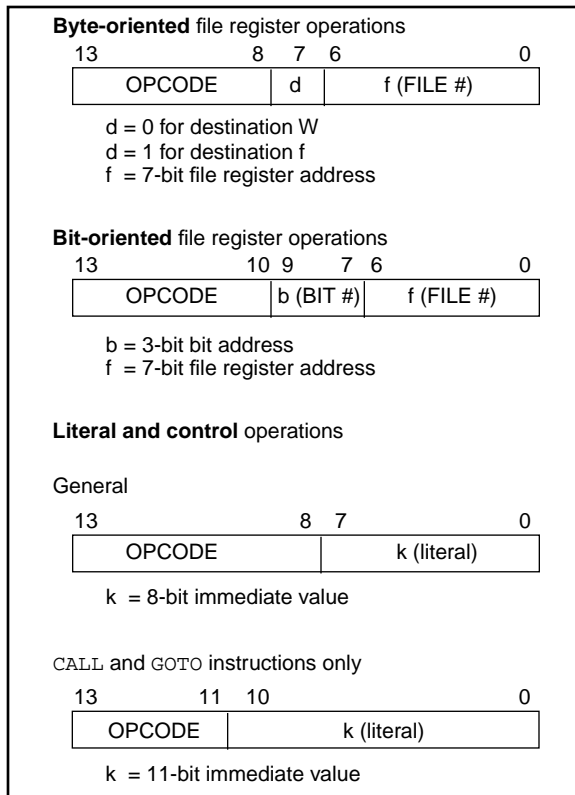 Byte-oriented file register operations
13 8 7 6 0
OPCODE d f (FILE #)
d = 0 for destination W
d = 1 for destination f
f = 7-bit file register address
Bit-oriented file register operations
13 10 9 7 6 0
OPCODE b (BIT #) f (FILE #)
b = 3-bit bit address
f = 7-bit file register address
Literal and control operations
General
13 8 7 0
OPCODE k (literal)
k = 8-bit immediate value
CALL and GOTO instructions only
13 11 10 0
OPCODE k (literal)
k = 11-bit immediate value